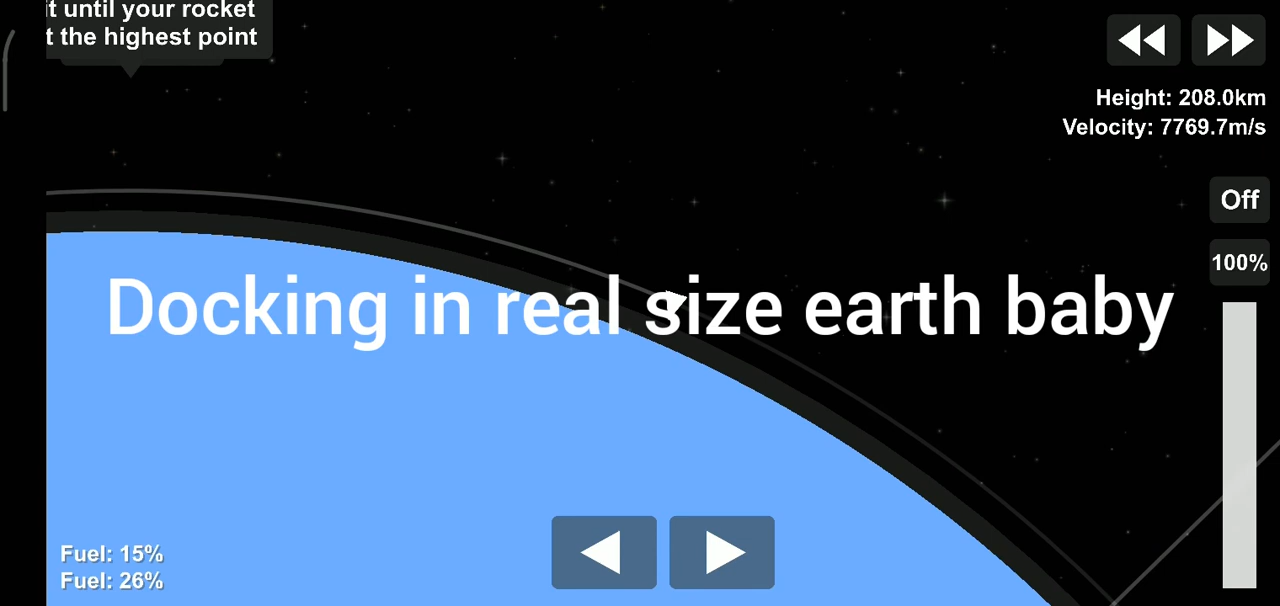 it until your rocket
t the highest point
Height: 208.0km
Velocity: 7769.7m/s
Off
100%
Docking in real size earth baby
Fuel: 15%
Fuel: 26%